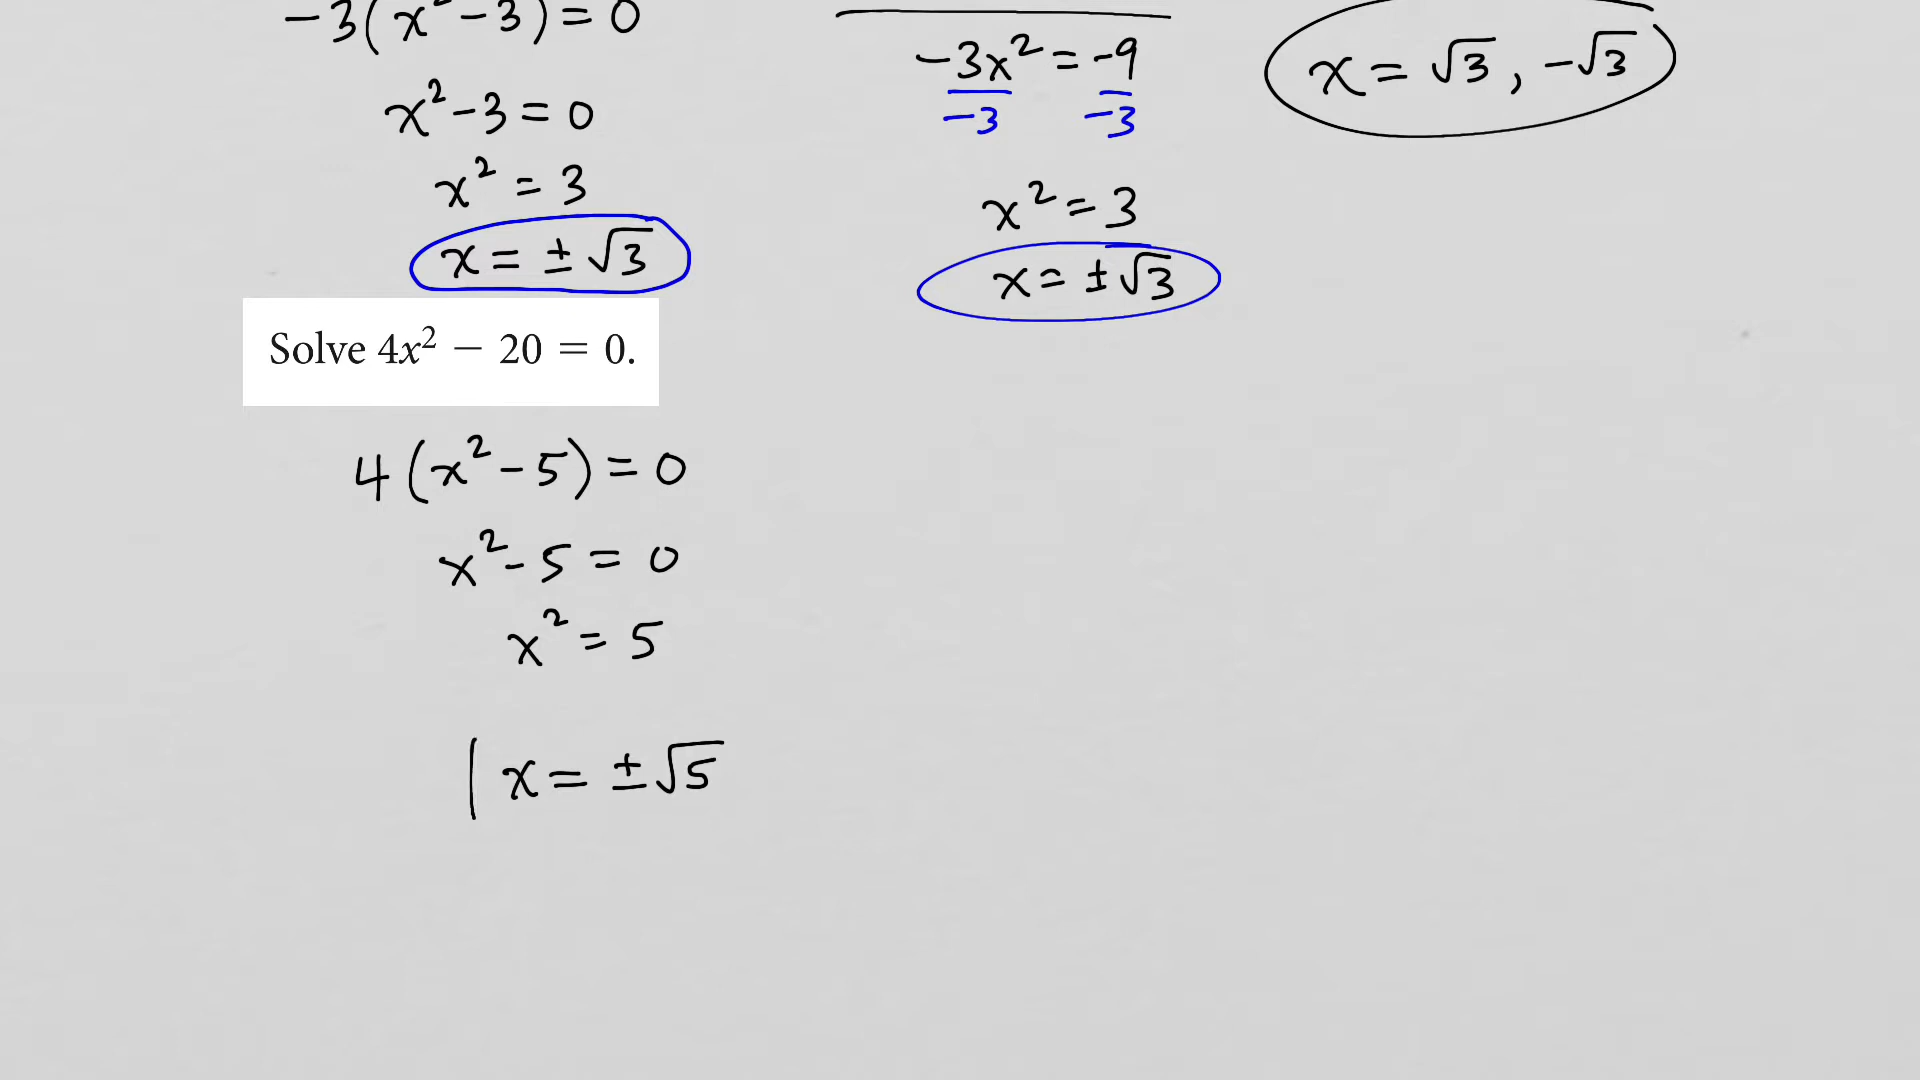 -3(x²-3)=0
x²-3=0
x²=3
x=±√3
-3x²=-9
-3 -3
x²=3
x=±√3
x=√3, -√3
Solve 4x² − 20 = 0.
4(x²-5)=0
x²-5=0
x²=5
x=±√5